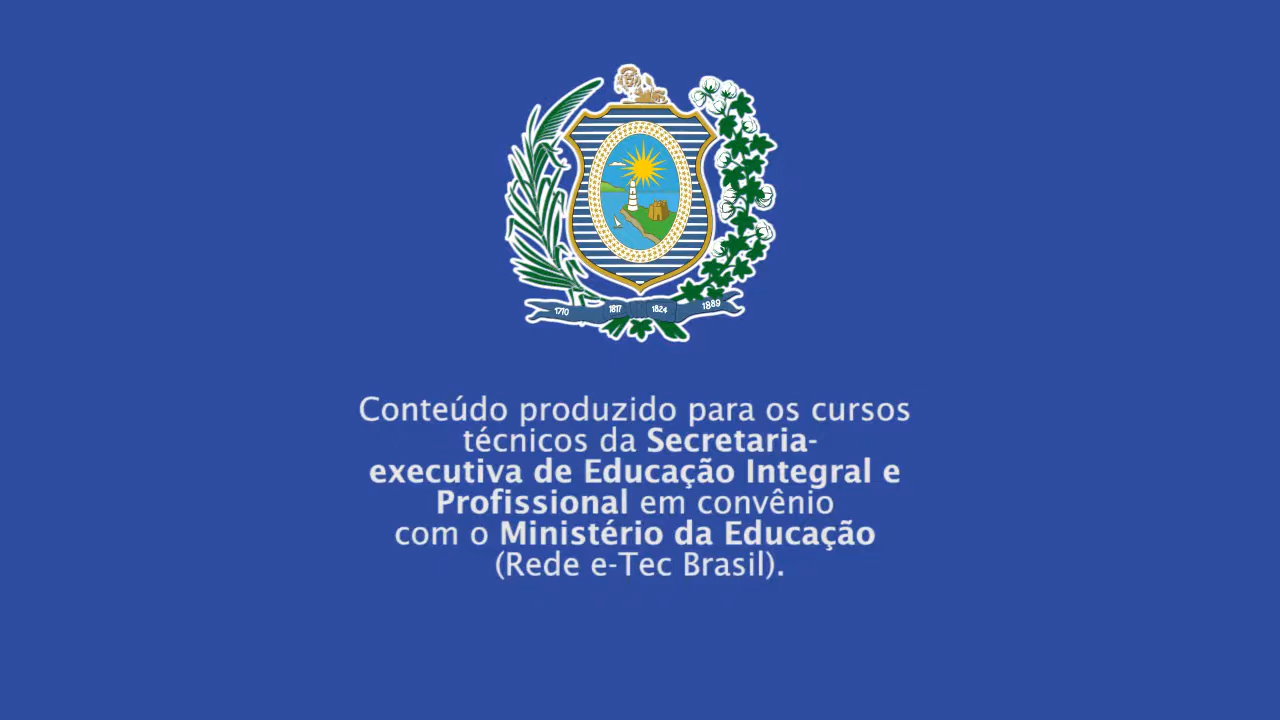 1710 1817 1824 1889
Conteúdo produzido para os cursos
técnicos da Secretaria-
executiva de Educação Integral e
Profissional em convênio
com o Ministério da Educação
(Rede e-Tec Brasil).